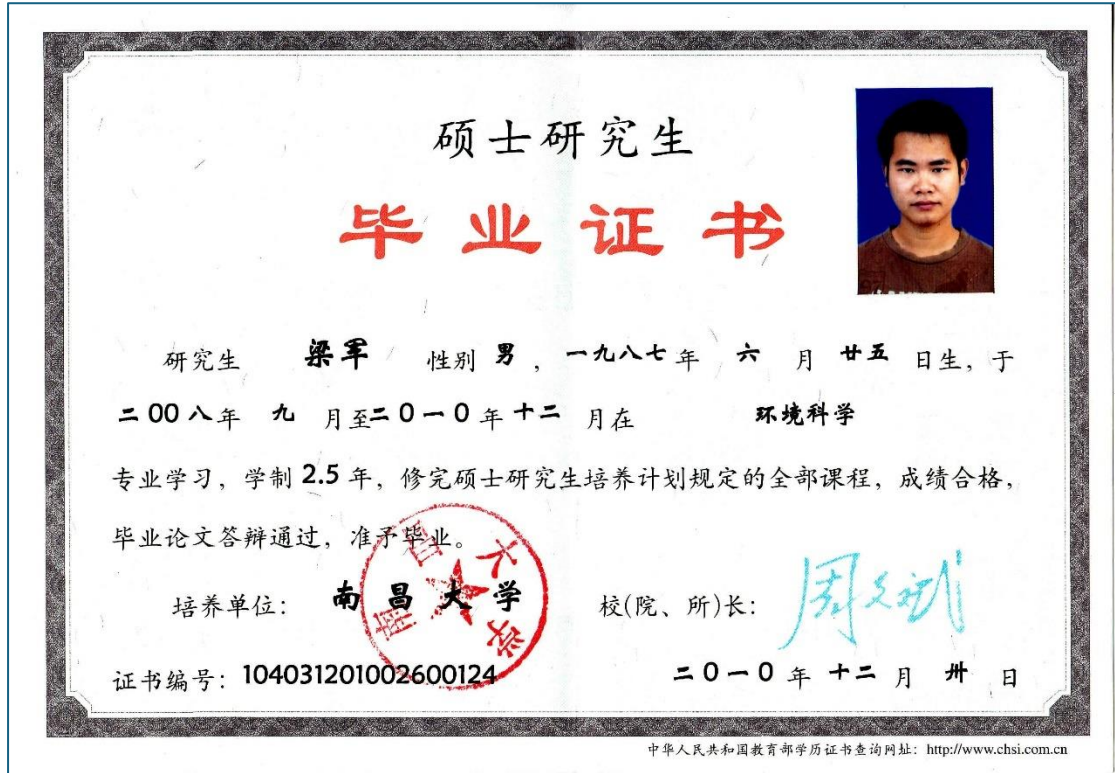 硕士研究生
毕业证书
研究生 梁军 性别 男 ，一九八七 年 六 月 廿五 日生，于
二00八年 九 月至二0一0年十二 月在 环境科学
专业学习，学制 2.5 年，修完硕士研究生培养计划规定的全部课程，成绩合格，
毕业论文答辩通过，准予毕业。
南昌大学
培养单位： 南昌大学 校(院、所)长： 周文斌
证书编号：104031201002600124 二0一0 年 十二 月 卅 日
中华人民共和国教育部学历证书查询网址：http://www.chsi.com.cn